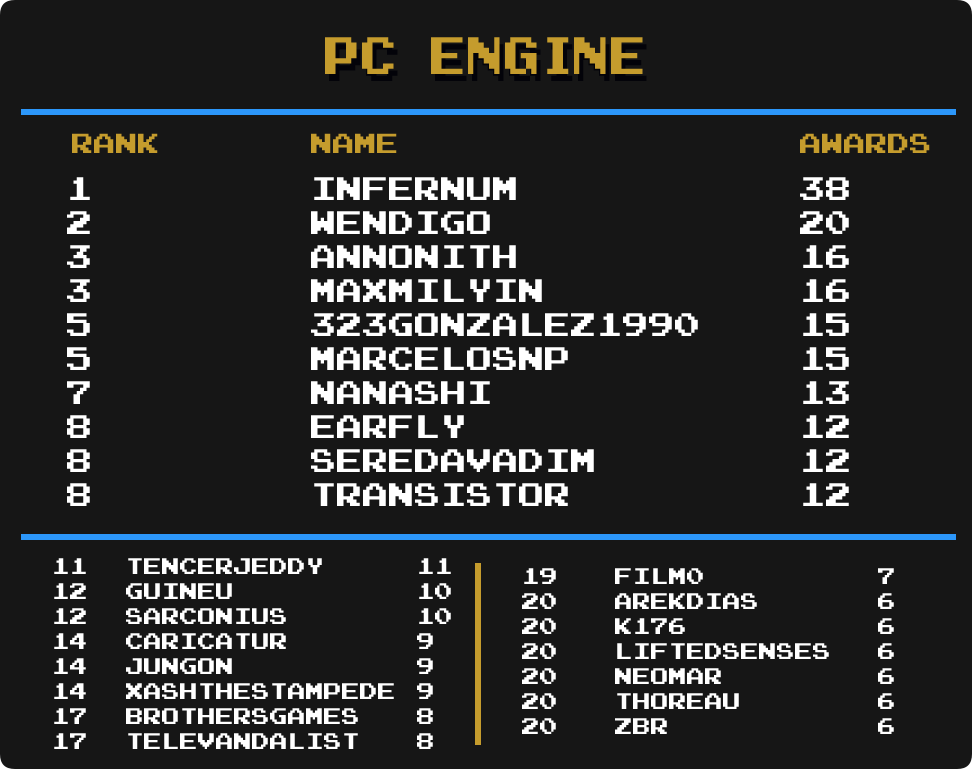 PC ENGINE
RANK NAME AWARDS
1 INFERNUM 38
2 WENDIGO 20
3 ANNONITH 16
3 MAXMILYIN 16
5 323GONZALEZ1990 15
5 MARCELOSNP 15
7 NANASHI 13
8 EARFLY 12
8 SEREDAVADIM 12
8 TRANSISTOR 12
11 TENCERJEDDY 11
12 GUINEU 10
12 SARCONIUS 10
14 CARICATUR 9
14 JUNGON 9
14 XASHTHESTAMPEDE 9
17 BROTHERSGAMES 8
17 TELEVANDALIST 8
19 FILMO 7
20 AREKDIAS 6
20 K176 6
20 LIFTEDSENSES 6
20 NEOMAR 6
20 THOREAU 6
20 ZBR 6